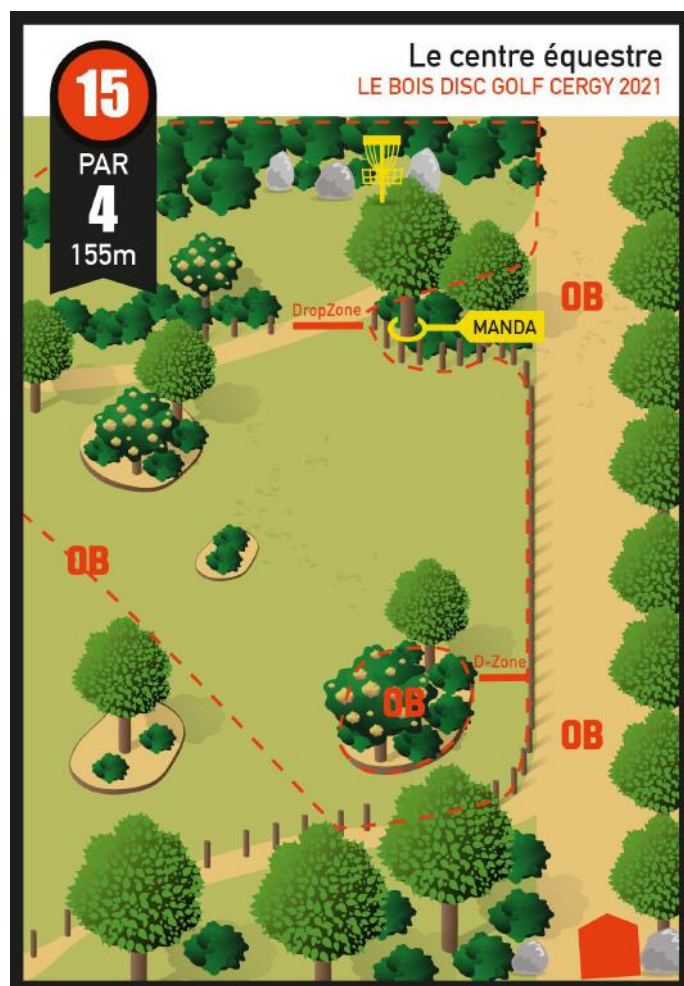 Le centre équestre
LE BOIS DISC GOLF CERGY 2021
15
PAR
4
155m
OB
DropZone
MANDA
OB
D-Zone
OB
OB